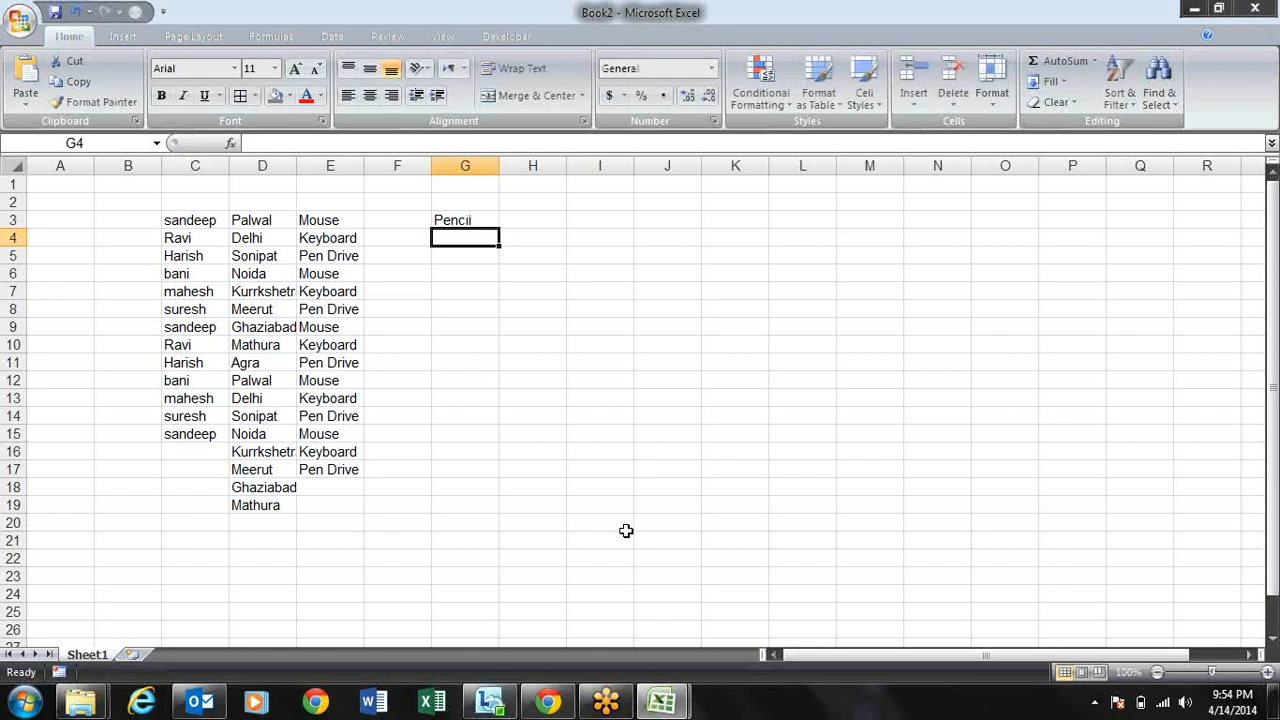 Book2 - Microsoft Excel
Home Insert Page Layout Formulas Data Review View Developer
Paste
Cut
Copy
Format Painter
Clipboard
Arial 11
B I U A
Font
Wrap Text
Merge & Center
Alignment
General
$ % ,
Number
Conditional Formatting
Format as Table
Cell Styles
Styles
Insert Delete Format
Cells
Σ AutoSum
Fill
Clear
Sort & Filter
Find & Select
Editing
G4 fx
A B C D E F G H I J K L M N O P Q R
1
2
3 sandeep Palwal Mouse Pencil
4 Ravi Delhi Keyboard
5 Harish Sonipat Pen Drive
6 bani Noida Mouse
7 mahesh Kurrkshetr Keyboard
8 suresh Meerut Pen Drive
9 sandeep Ghaziabad Mouse
10 Ravi Mathura Keyboard
11 Harish Agra Pen Drive
12 bani Palwal Mouse
13 mahesh Delhi Keyboard
14 suresh Sonipat Pen Drive
15 sandeep Noida Mouse
16 Kurrkshetr Keyboard
17 Meerut Pen Drive
18 Ghaziabad
19 Mathura
20
21
22
23
24
25
26
27
Sheet1
Ready 100%
9:54 PM
4/14/2014